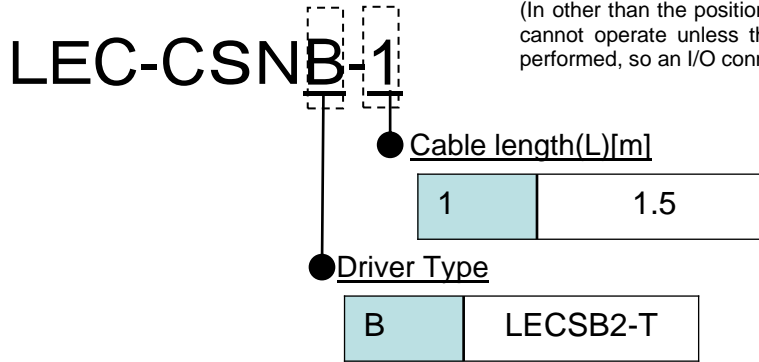 (In other than the position
cannot operate unless th
performed, so an I/O conn
LEC-CSNB-1
Cable length(L)[m]
1 1.5
Driver Type
B LECSB2-T